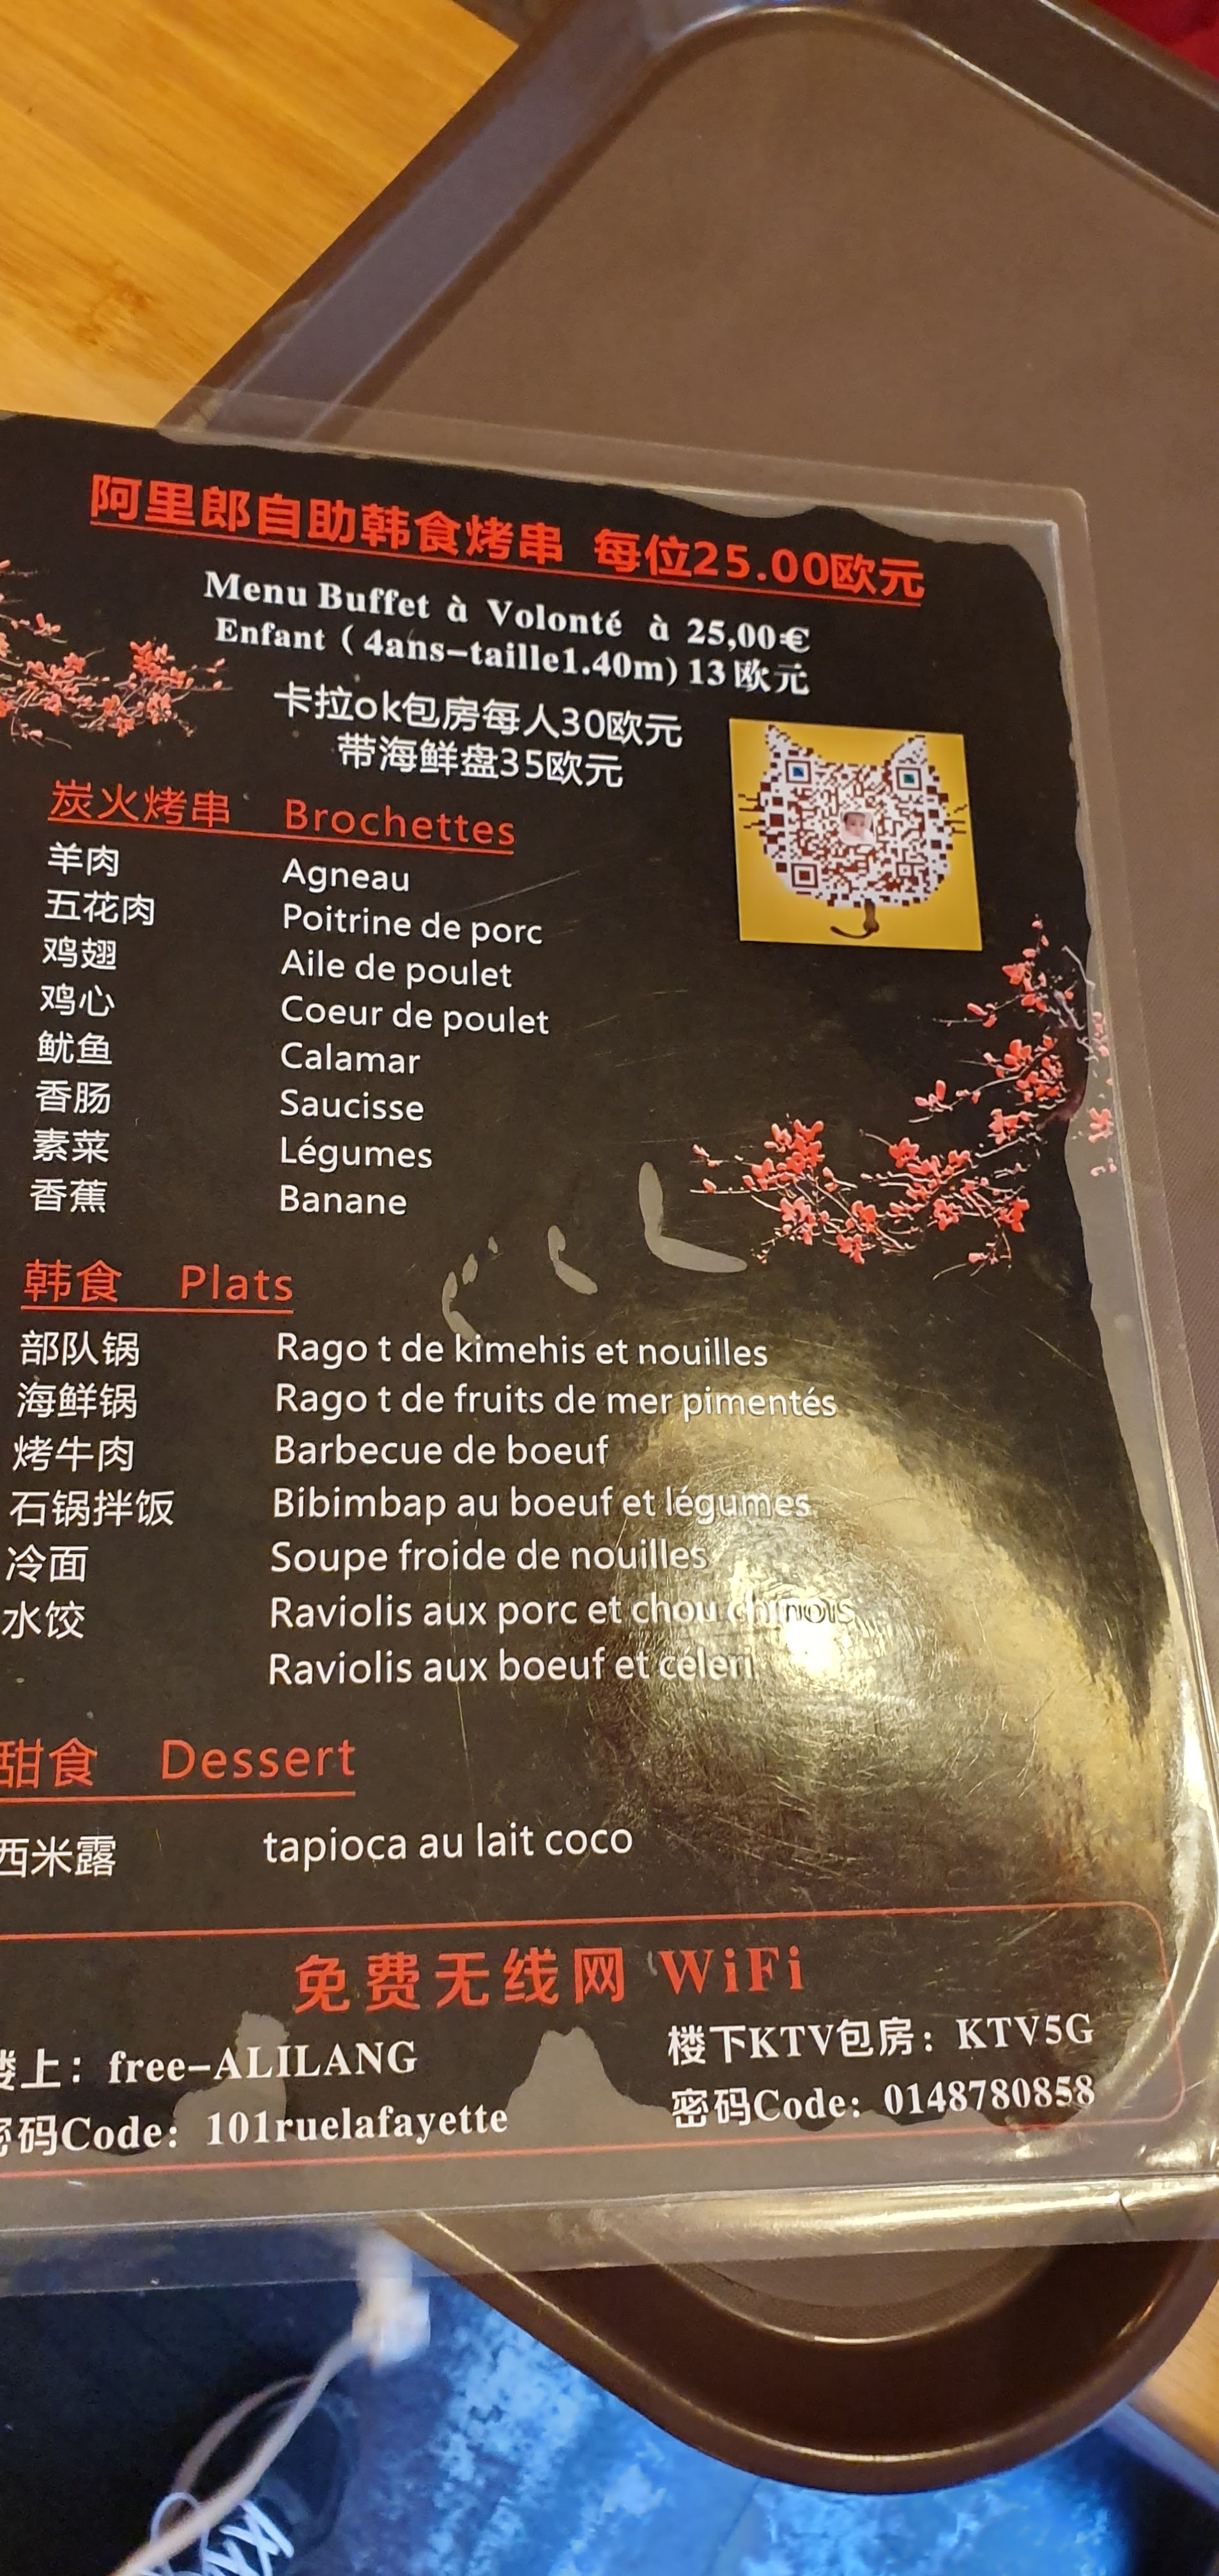 阿里郎自助韩食烤串 每位25.00欧元
Menu Buffet à Volonté à 25,00€
Enfant ( 4ans-taille1.40m) 13欧元
卡拉ok包房每人30欧元
带海鲜盘35欧元
炭火烤串 Brochettes
羊肉 Agneau
五花肉 Poitrine de porc
鸡翅 Aile de poulet
鸡心 Coeur de poulet
鱿鱼 Calamar
香肠 Saucisse
素菜 Légumes
香蕉 Banane
韩食 Plats
部队锅 Rago t de kimehis et nouilles
海鲜锅 Rago t de fruits de mer pimentés
烤牛肉 Barbecue de boeuf
石锅拌饭 Bibimbap au boeuf et légumes
冷面 Soupe froide de nouilles
水饺 Raviolis aux porc et chou chinois
Raviolis aux boeuf et céleri
甜食 Dessert
西米露 tapioca au lait coco
免费无线网 WiFi
楼上：free-ALILANG
密码Code：101ruelafayette
楼下KTV包房：KTV5G
密码Code：0148780858